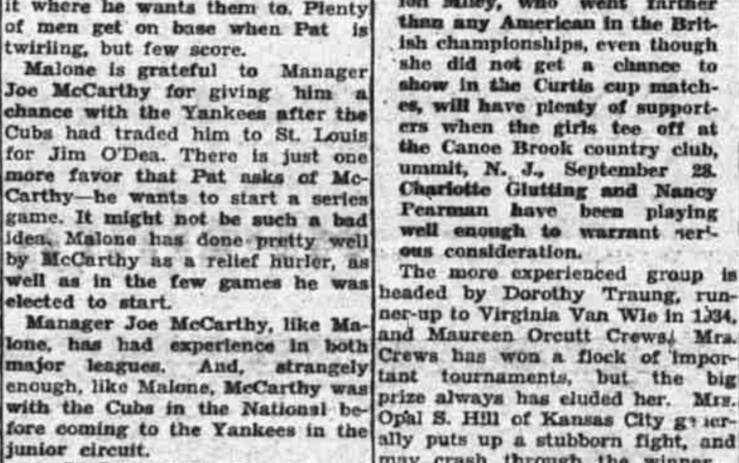 it where he wants them to. Plenty
of men get on base when Pat is
twirling, but few score.
Malone is grateful to Manager
Joe McCarthy for giving him a
chance with the Yankees after the
Cubs had traded him to St. Louis
for Jim O'Dea. There is just one
more favor that Pat asks of Mc-
Carthy—he wants to start a series
game. It might not be such a bad
idea. Malone has done pretty well
by McCarthy as a relief hurler, as
well as in the few games he was
elected to start.
Manager Joe McCarthy, like Ma-
lone, has had experience in both
major leagues. And, strangely
enough, like Malone, McCarthy was
with the Cubs in the National be-
fore coming to the Yankees in the
junior circuit.
ion Miley, who went farther
than any American in the Brit-
ish championships, even though
she did not get a chance to
show in the Curtis cup match-
es, will have plenty of support-
ers when the girls tee off at
the Canoe Brook country club,
ummit, N. J., September 28.
Charlotte Glutting and Nancy
Pearman have been playing
well enough to warrant seri-
ous consideration.
The more experienced group is
headed by Dorothy Traung, run-
ner-up to Virginia Van Wie in 1934,
and Maureen Orcutt Crews. Mrs.
Crews has won a flock of impor-
tant tournaments, but the big
prize always has eluded her. Mrs.
Opal S. Hill of Kansas City gener-
ally puts up a stubborn fight, and
may crash through the winner